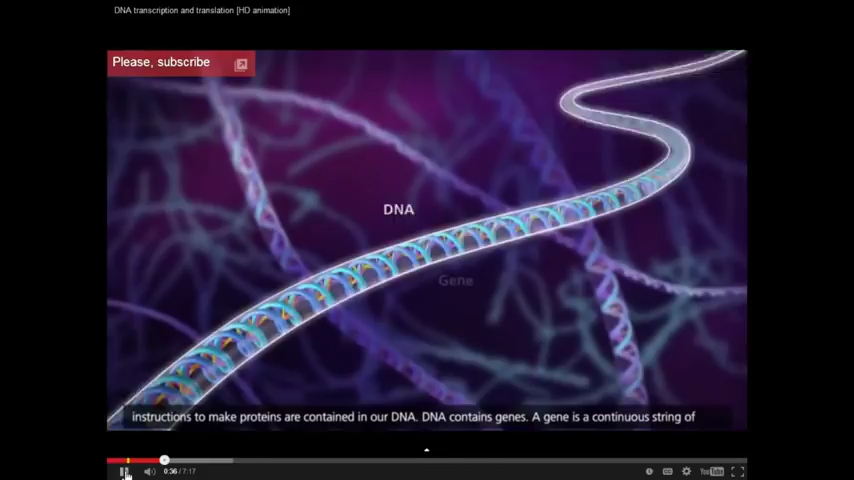 DNA transcription and translation [HD animation]
Please, subscribe
DNA
Gene
instructions to make proteins are contained in our DNA. DNA contains genes. A gene is a continuous string of
0:36 / 7:17
YouTube